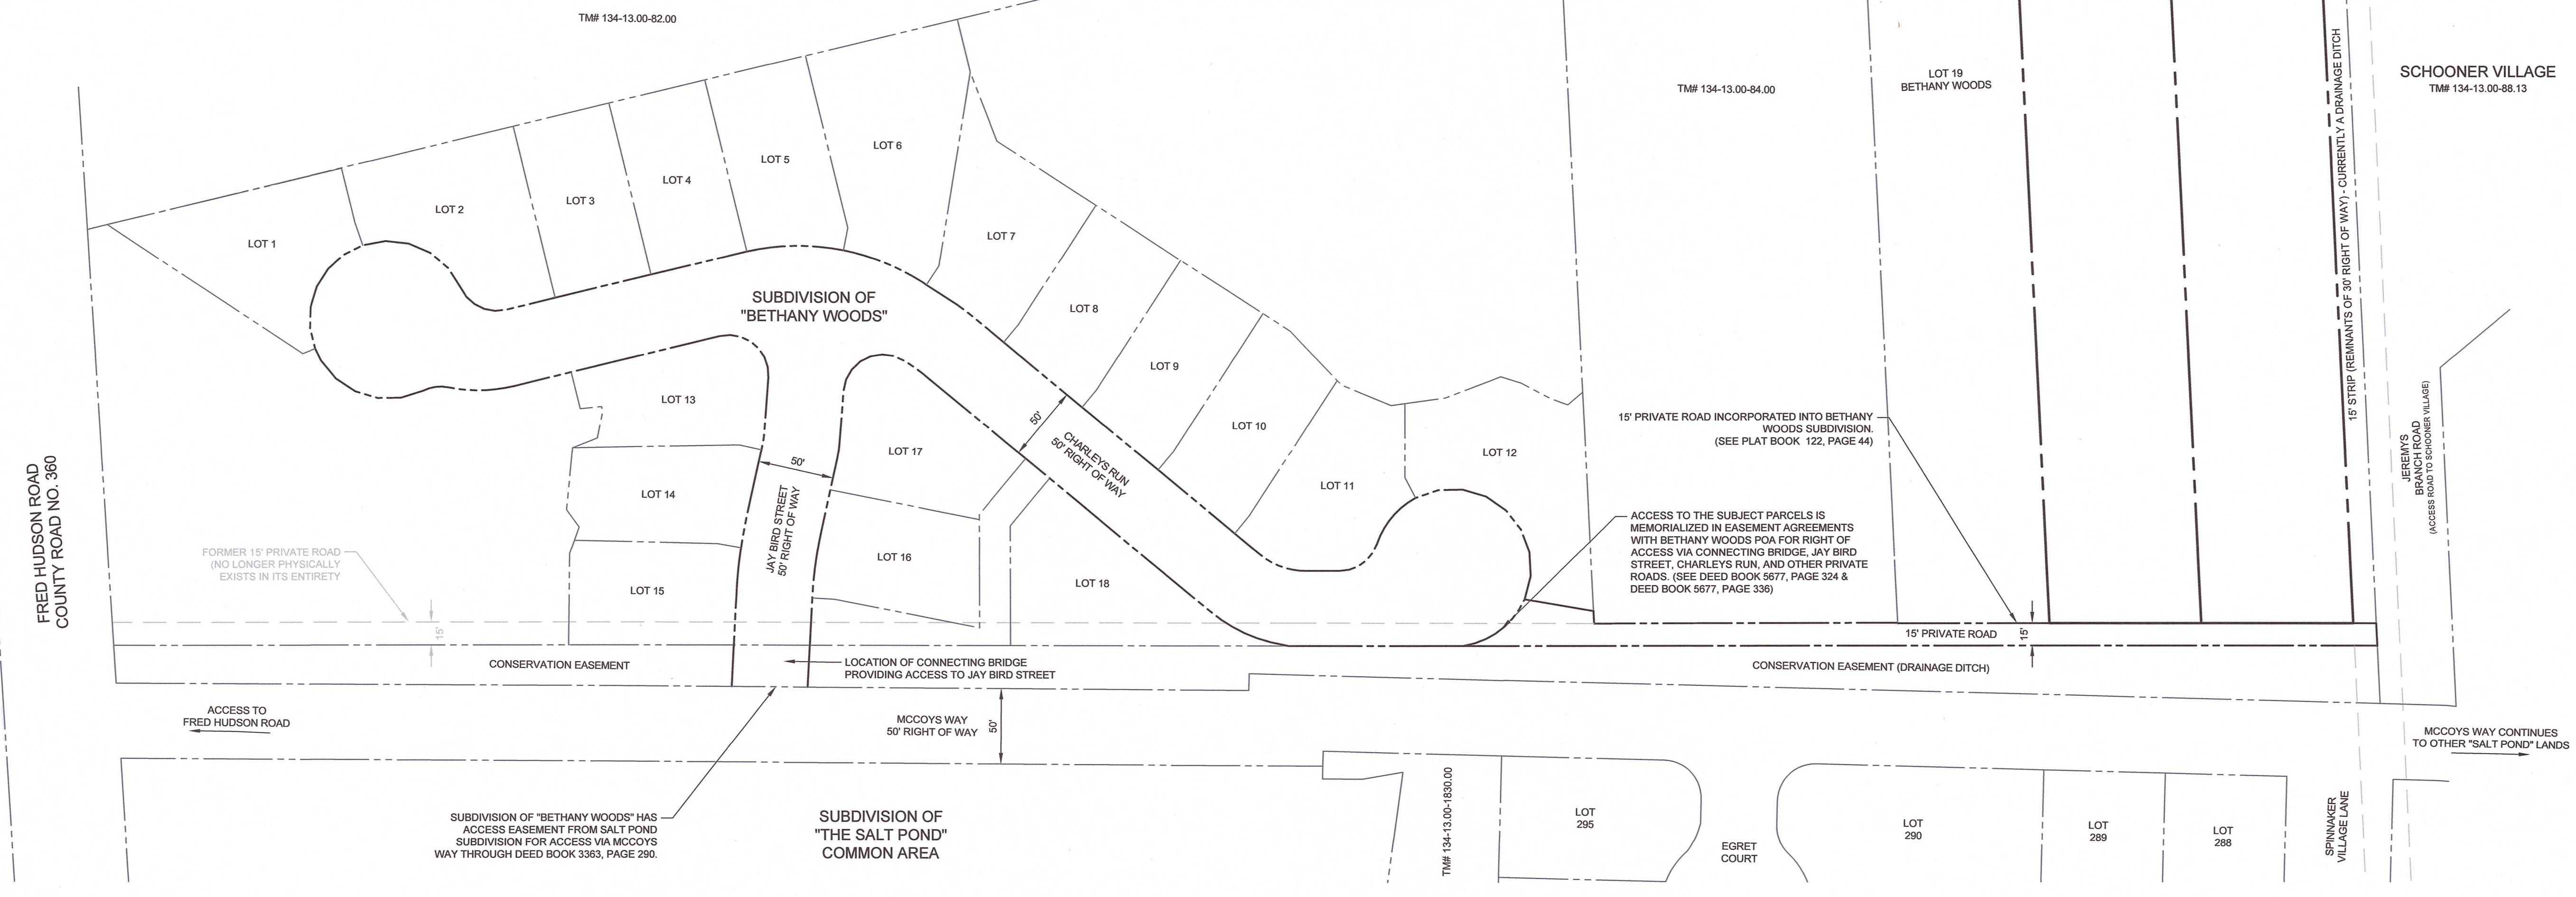 TM# 134-13.00-82.00
LOT 1
LOT 2
LOT 3
LOT 4
LOT 5
LOT 6
LOT 7
LOT 8
LOT 9
LOT 10
LOT 11
LOT 12
SUBDIVISION OF
"BETHANY WOODS"
LOT 13
LOT 14
LOT 15
LOT 17
LOT 16
LOT 18
50'
JAY BIRD STREET
50' RIGHT OF WAY
50'
CHARLEYS RUN
50' RIGHT OF WAY
TM# 134-13.00-84.00
LOT 19
BETHANY WOODS
15' STRIP (REMNANTS OF 30' RIGHT OF WAY) - CURRENTLY A DRAINAGE DITCH
SCHOONER VILLAGE
TM# 134-13.00-88.13
JEREMYS
BRANCH ROAD
(ACCESS ROAD TO SCHOONER VILLAGE)
15' PRIVATE ROAD INCORPORATED INTO BETHANY
WOODS SUBDIVISION.
(SEE PLAT BOOK 122, PAGE 44)
ACCESS TO THE SUBJECT PARCELS IS
MEMORIALIZED IN EASEMENT AGREEMENTS
WITH BETHANY WOODS POA FOR RIGHT OF
ACCESS VIA CONNECTING BRIDGE, JAY BIRD
STREET, CHARLEYS RUN, AND OTHER PRIVATE
ROADS. (SEE DEED BOOK 5677, PAGE 324 &
DEED BOOK 5677, PAGE 336)
FRED HUDSON ROAD
COUNTY ROAD NO. 360
FORMER 15' PRIVATE ROAD
(NO LONGER PHYSICALLY
EXISTS IN ITS ENTIRETY
15'
15' PRIVATE ROAD
15'
CONSERVATION EASEMENT
LOCATION OF CONNECTING BRIDGE
PROVIDING ACCESS TO JAY BIRD STREET
CONSERVATION EASEMENT (DRAINAGE DITCH)
ACCESS TO
FRED HUDSON ROAD
MCCOYS WAY
50' RIGHT OF WAY
50'
MCCOYS WAY CONTINUES
TO OTHER "SALT POND" LANDS
SUBDIVISION OF "BETHANY WOODS" HAS
ACCESS EASEMENT FROM SALT POND
SUBDIVISION FOR ACCESS VIA MCCOYS
WAY THROUGH DEED BOOK 3363, PAGE 290.
SUBDIVISION OF
"THE SALT POND"
COMMON AREA
TM# 134-13.00-1830.00
LOT
295
EGRET
COURT
LOT
290
LOT
289
LOT
288
SPINNAKER
VILLAGE LANE